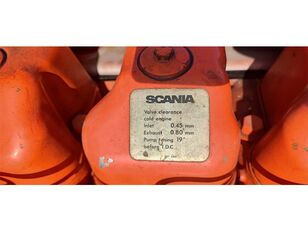 SCANIA
Valve clearance
cold engine
Inlet 0.45 mm
Exhaust 0.80 mm
Pump timing 19°
before T.D.C